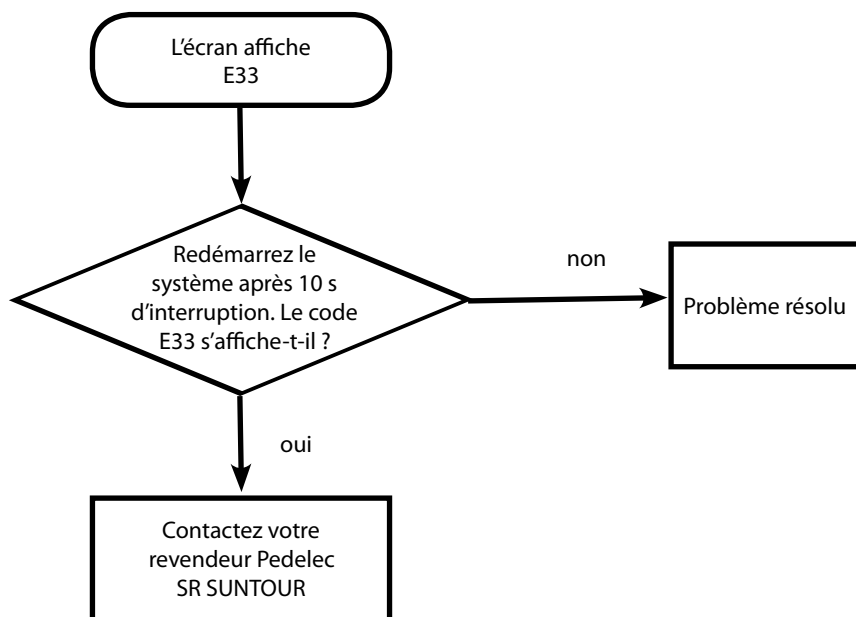 L’écran affiche
E33
Redémarrez le
système après 10 s
d’interruption. Le code
E33 s’affiche-t-il ?
non
Problème résolu
oui
Contactez votre
revendeur Pedelec
SR SUNTOUR